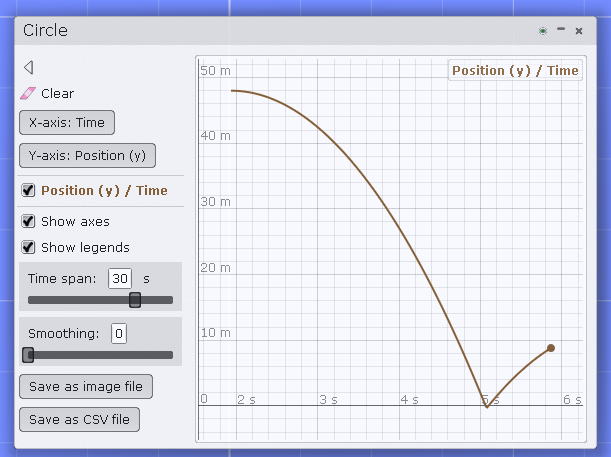 Circle
Clear
X-axis: Time
Y-axis: Position (y)
Position (y) / Time
Show axes
Show legends
Time span: 30 s
Smoothing: 0
Save as image file
Save as CSV file
Position (y) / Time
50 m
40 m
30 m
20 m
10 m
0 2 s 3 s 4 s 5 s 6 s